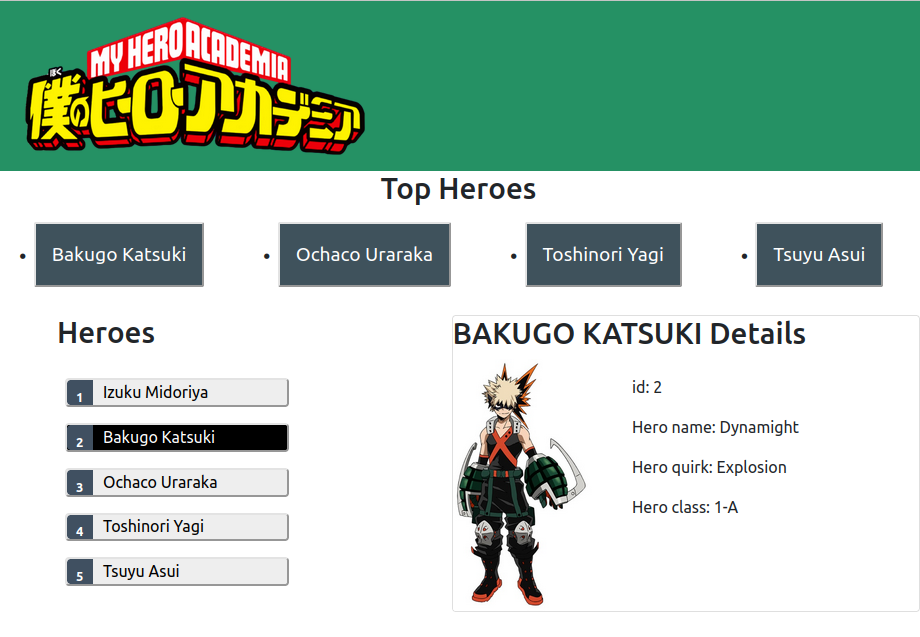 MY HERO ACADEMIA
ぼく
僕のヒーローアカデミア
Top Heroes
Bakugo Katsuki
Ochaco Uraraka
Toshinori Yagi
Tsuyu Asui
Heroes
1 Izuku Midoriya
2 Bakugo Katsuki
3 Ochaco Uraraka
4 Toshinori Yagi
5 Tsuyu Asui
BAKUGO KATSUKI Details
id: 2
Hero name: Dynamight
Hero quirk: Explosion
Hero class: 1-A